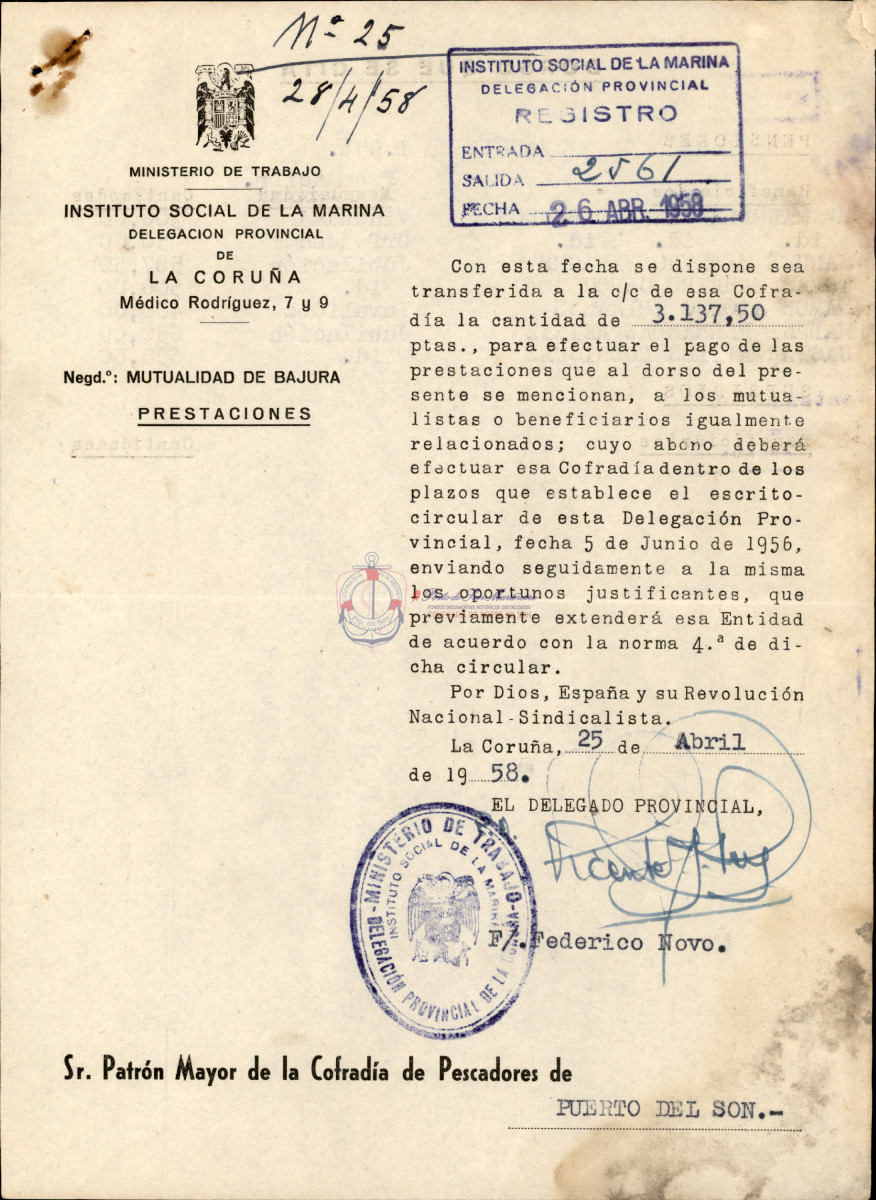 Nº 25
28/4/58
INSTITUTO SOCIAL DE LA MARINA
DELEGACIÓN PROVINCIAL
REGISTRO
ENTRADA
SALIDA 2561
FECHA 26 ABR. 1958
MINISTERIO DE TRABAJO
INSTITUTO SOCIAL DE LA MARINA
DELEGACION PROVINCIAL
DE
LA CORUÑA
Médico Rodríguez, 7 y 9
Negd.º: MUTUALIDAD DE BAJURA
PRESTACIONES
Con esta fecha se dispone sea
transferida a la c/c de esa Cofra-
día la cantidad de 3.137,50
ptas., para efectuar el pago de las
prestaciones que al dorso del pre-
sente se mencionan, a los mutua-
listas o beneficiarios igualmente
relacionados; cuyo abono deberá
efectuar esa Cofradía dentro de los
plazos que establece el escrito-
circular de esta Delegación Pro-
vincial, fecha 5 de Junio de 1956,
enviando seguidamente a la misma
los oportunos justificantes, que
previamente extenderá esa Entidad
de acuerdo con la norma 4.ª de di-
cha circular.
Por Dios, España y su Revolución
Nacional-Sindicalista.
La Coruña, 25 de Abril
de 1958.
EL DELEGADO PROVINCIAL,
Vicente
F/.Federico Novo.
MINISTERIO DE TRABAJO
INSTITUTO SOCIAL DE LA MARINA
DELEGACIÓN PROVINCIAL DE LA CORUÑA
Sr. Patrón Mayor de la Cofradía de Pescadores de
PUERTO DEL SON.-